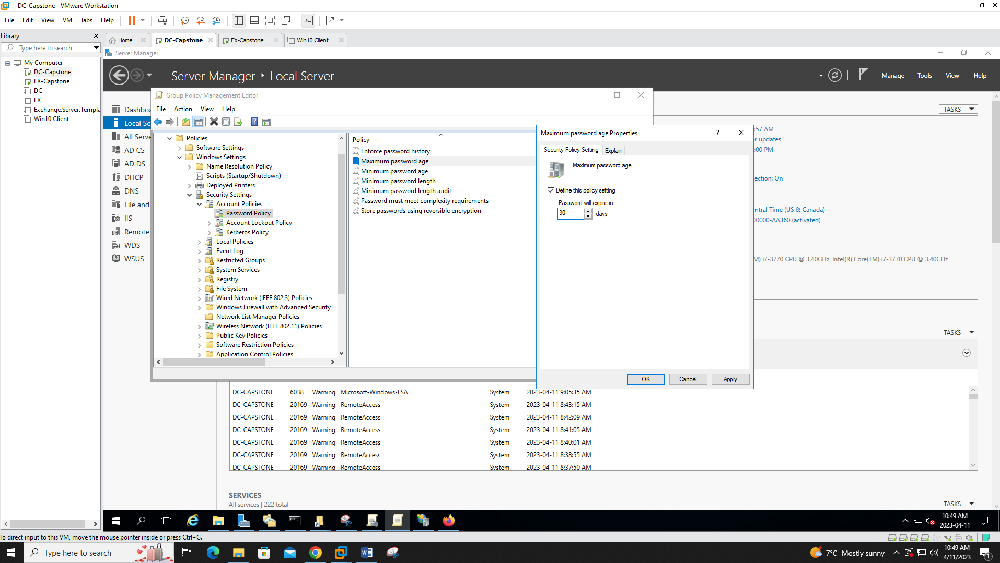 DC-Capstone - VMware Workstation
File Edit View VM Tabs Help
Library
Type here to search
My Computer
DC-Capstone
EX-Capstone
DC
EX
Exchange.Server.Templa
Win10 Client
Home
DC-Capstone
EX-Capstone
Win10 Client
Server Manager
Server Manager Local Server
Manage Tools View Help
Dashboa
Local Se
All Serve
AD CS
AD DS
DHCP
DNS
File and
IIS
Remote
WDS
WSUS
Group Policy Management Editor
File Action View Help
Policies
Software Settings
Windows Settings
Name Resolution Policy
Scripts (Startup/Shutdown)
Deployed Printers
Security Settings
Account Policies
Password Policy
Account Lockout Policy
Kerberos Policy
Local Policies
Event Log
Restricted Groups
System Services
Registry
File System
Wired Network (IEEE 802.3) Policies
Windows Firewall with Advanced Security
Network List Manager Policies
Wireless Network (IEEE 802.11) Policies
Public Key Policies
Software Restriction Policies
Application Control Policies
Policy
Enforce password history
Maximum password age
Minimum password age
Minimum password length
Minimum password length audit
Password must meet complexity requirements
Store passwords using reversible encryption
Maximum password age Properties
?
Security Policy Setting Explain
Maximum password age
Define this policy setting
Password will expire in:
30 days
OK Cancel Apply
TASKS
:57 AM
or updates
:00 PM
ection: On
entral Time (US & Canada)
00000-AA360 (activated)
M) i7-3770 CPU @ 3.40GHz, Intel(R) Core(TM) i7-3770 CPU @ 3.40GHz
TASKS
DC-CAPSTONE 6038 Warning Microsoft-Windows-LSA System 2023-04-11 9:05:35 AM
DC-CAPSTONE 20169 Warning RemoteAccess System 2023-04-11 8:43:15 AM
DC-CAPSTONE 20169 Warning RemoteAccess System 2023-04-11 8:42:09 AM
DC-CAPSTONE 20169 Warning RemoteAccess System 2023-04-11 8:41:05 AM
DC-CAPSTONE 20169 Warning RemoteAccess System 2023-04-11 8:40:01 AM
DC-CAPSTONE 20169 Warning RemoteAccess System 2023-04-11 8:38:55 AM
DC-CAPSTONE 20169 Warning RemoteAccess System 2023-04-11 8:37:50 AM
SERVICES
All services | 222 total
TASKS
10:49 AM
2023-04-11
To direct input to this VM, move the mouse pointer inside or press Ctrl+G.
Type here to search
7°C Mostly sunny
10:49 AM
4/11/2023
1